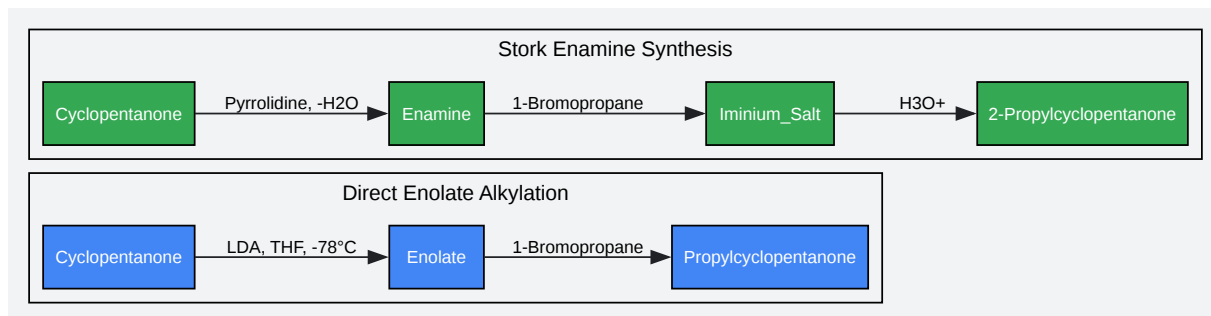 Stork Enamine Synthesis
Cyclopentanone
Pyrrolidine, -H2O
Enamine
1-Bromopropane
Iminium_Salt
H3O+
2-Propylcyclopentanone
Direct Enolate Alkylation
Cyclopentanone
LDA, THF, -78°C
Enolate
1-Bromopropane
Propylcyclopentanone